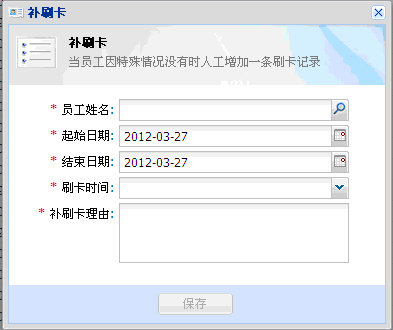 补刷卡
补刷卡
当员工因特殊情况没有时人工增加一条刷卡记录
* 员工姓名:
* 起始日期: 2012-03-27
* 结束日期: 2012-03-27
* 刷卡时间:
* 补刷卡理由:
保存